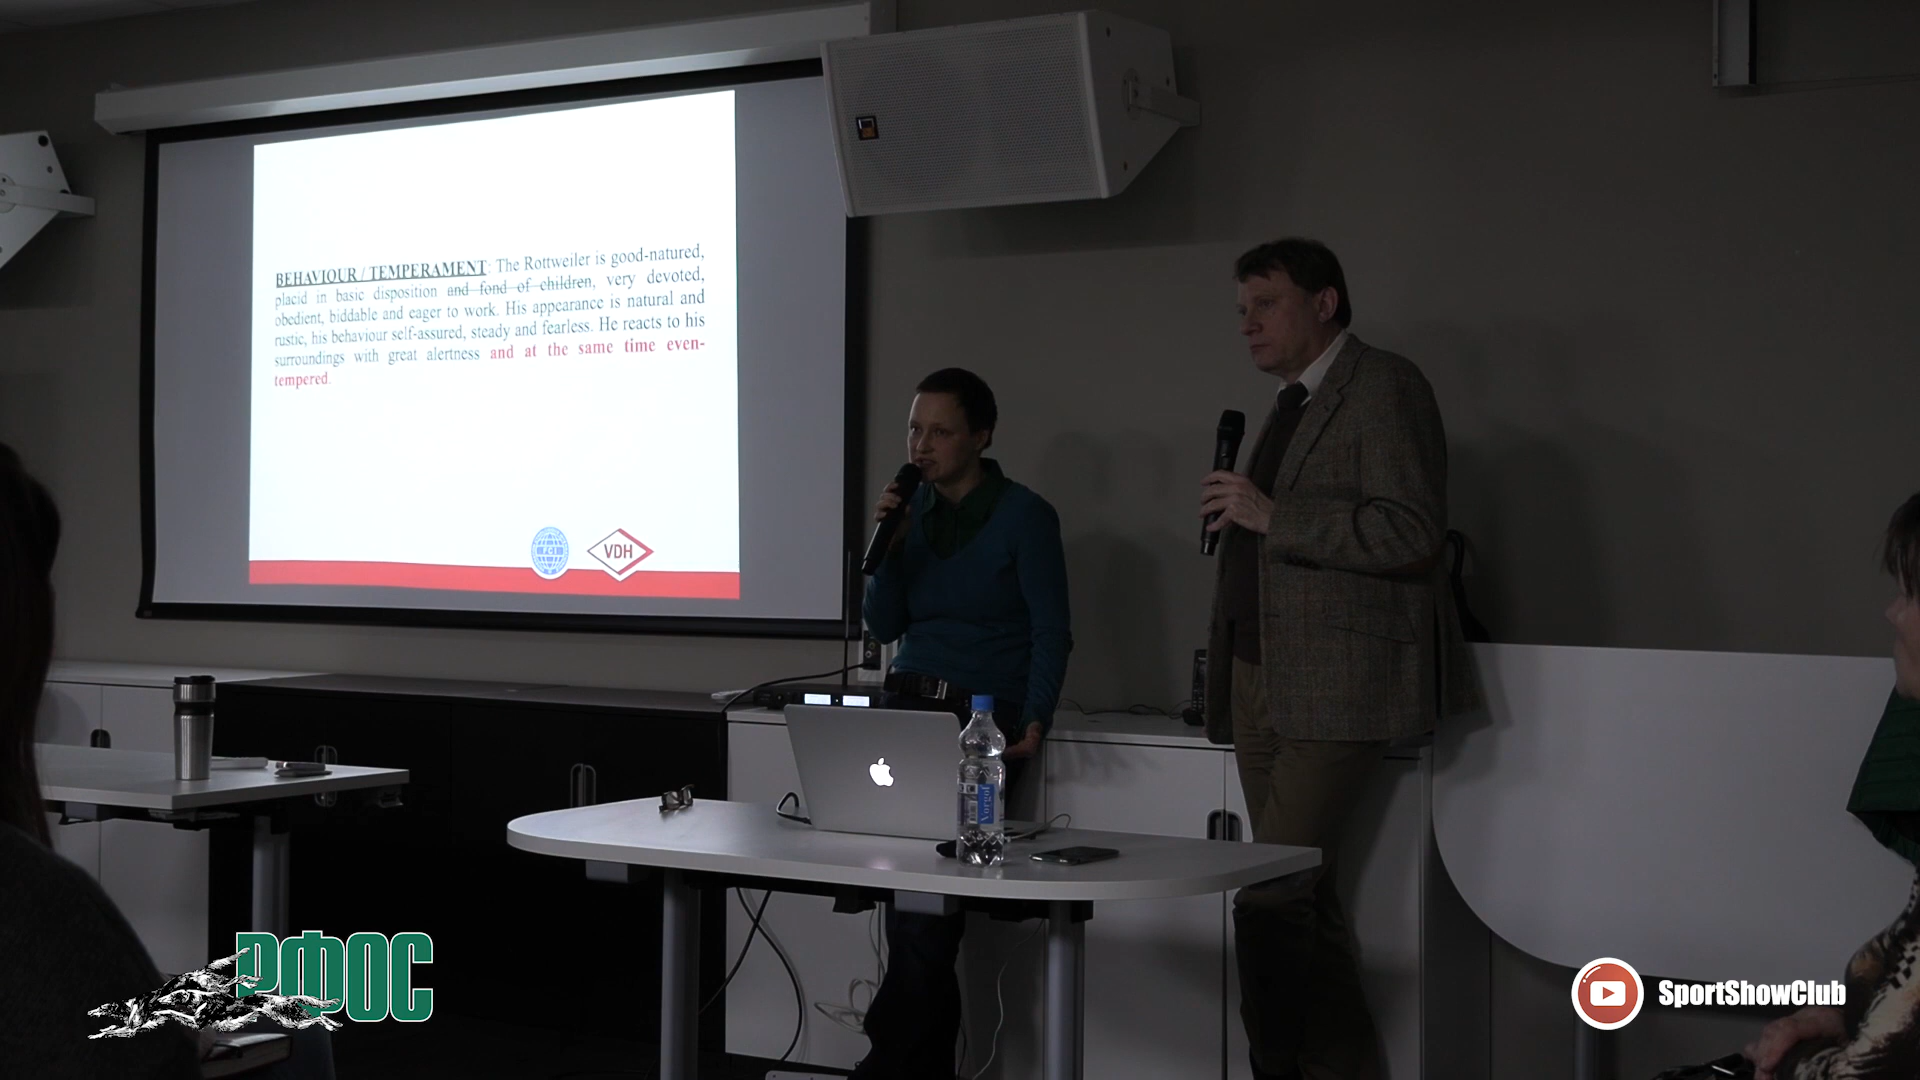 BEHAVIOUR / TEMPERAMENT: The Rottweiler is good-natured,
placid in basic disposition and fond of children, very devoted,
obedient, biddable and eager to work. His appearance is natural and
rustic, his behaviour self-assured, steady and fearless. He reacts to his
surroundings with great alertness and at the same time even-
tempered.
FCI
VDH
Vorgol
РФОС
SportShowClub